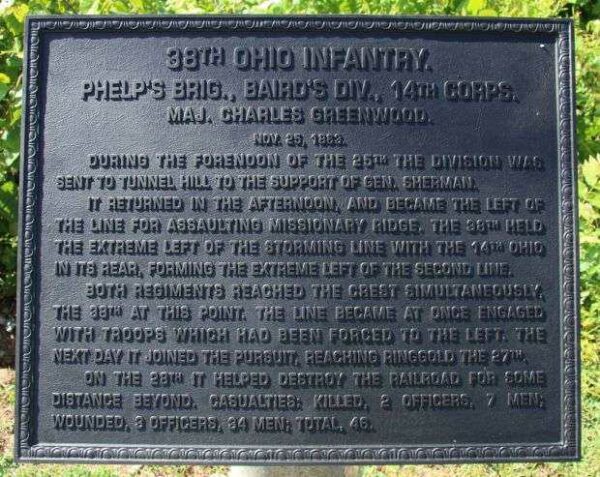 38TH OHIO INFANTRY.
PHELP'S BRIG., BAIRD'S DIV., 14TH CORPS.
MAJ. CHARLES GREENWOOD.
NOV. 25, 1863.
DURING THE FORENOON OF THE 25TH THE DIVISION WAS
SENT TO TUNNEL HILL TO THE SUPPORT OF GEN. SHERMAN.
IT RETURNED IN THE AFTERNOON, AND BECAME THE LEFT OF
THE LINE FOR ASSAULTING MISSIONARY RIDGE. THE 38TH HELD
THE EXTREME LEFT OF THE STORMING LINE WITH THE 14TH OHIO
IN ITS REAR, FORMING THE EXTREME LEFT OF THE SECOND LINE.
BOTH REGIMENTS REACHED THE CREST SIMULTANEOUSLY,
THE 38TH AT THIS POINT. THE LINE BECAME AT ONCE ENGAGED
WITH TROOPS WHICH HAD BEEN FORCED TO THE LEFT. THE
NEXT DAY IT JOINED THE PURSUIT, REACHING RINGGOLD THE 27TH.
ON THE 28TH IT HELPED DESTROY THE RAILROAD FOR SOME
DISTANCE BEYOND. CASUALTIES: KILLED, 2 OFFICERS, 7 MEN;
WOUNDED, 3 OFFICERS, 34 MEN; TOTAL, 46.